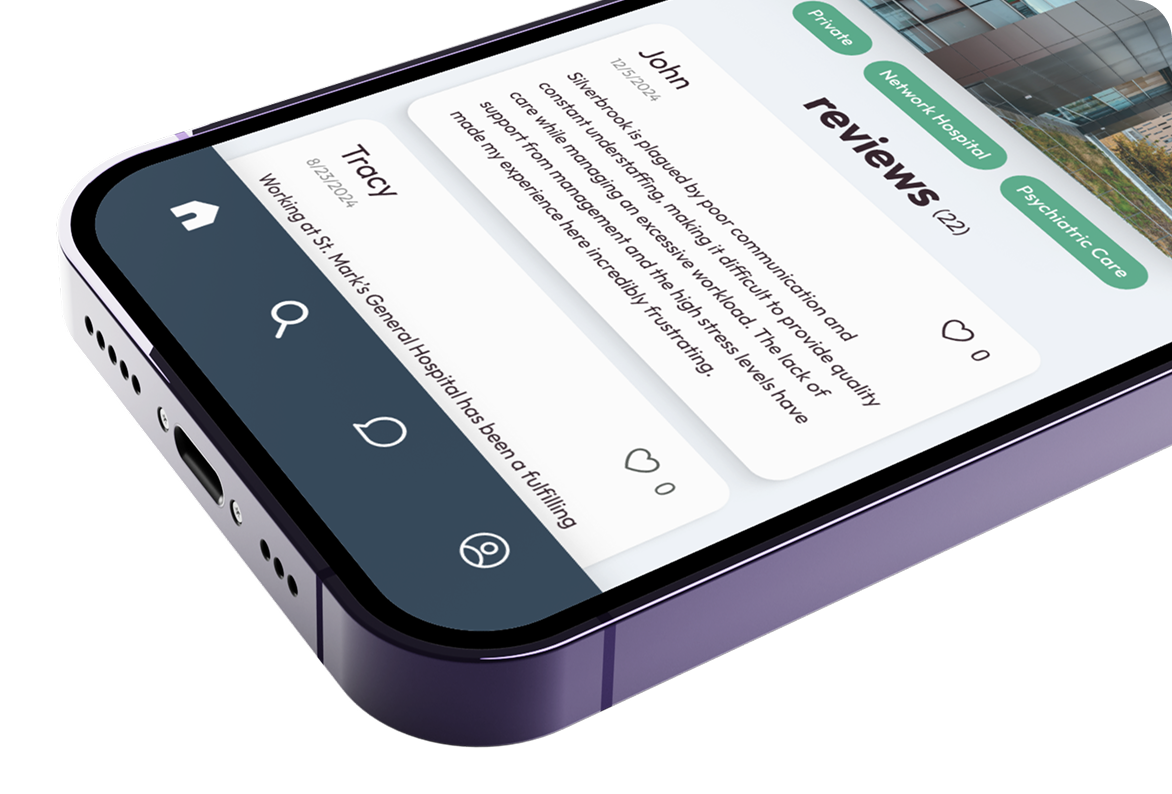 Private
Network Hospital
Psychiatric Care
reviews (22)
John
12/5/2024
Silverbrook is plagued by poor communication and
constant understaffing, making it difficult to provide quality
care while managing an excessive workload. The lack of
support from management and the high stress levels have
made my experience here incredibly frustrating.
0
Tracy
8/23/2024
Working at St. Mark's General Hospital has been a fulfilling
0